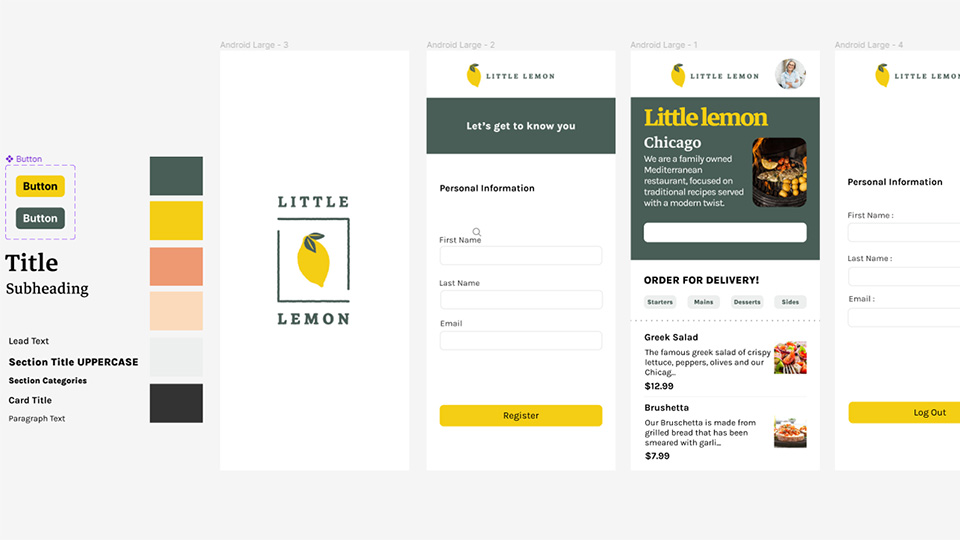 Button
Button
Button
Title
Subheading
Lead Text
Section Title UPPERCASE
Section Categories
Card Title
Paragraph Text
Android Large - 3
LITTLE
LEMON
Android Large - 2
LITTLE LEMON
Let's get to know you
Personal Information
First Name
Last Name
Email
Register
Android Large - 1
LITTLE LEMON
Little lemon
Chicago
We are a family owned
Mediterranean
restaurant, focused on
traditional recipes served
with a modern twist.
ORDER FOR DELIVERY!
Starters Mains Desserts Sides
Greek Salad
The famous greek salad of crispy
lettuce, peppers, olives and our
Chicag...
$12.99
Brushetta
Our Bruschetta is made from
grilled bread that has been
smeared with garli...
$7.99
Android Large - 4
LITTLE LEMON
Personal Information
First Name :
Last Name :
Email :
Log Out